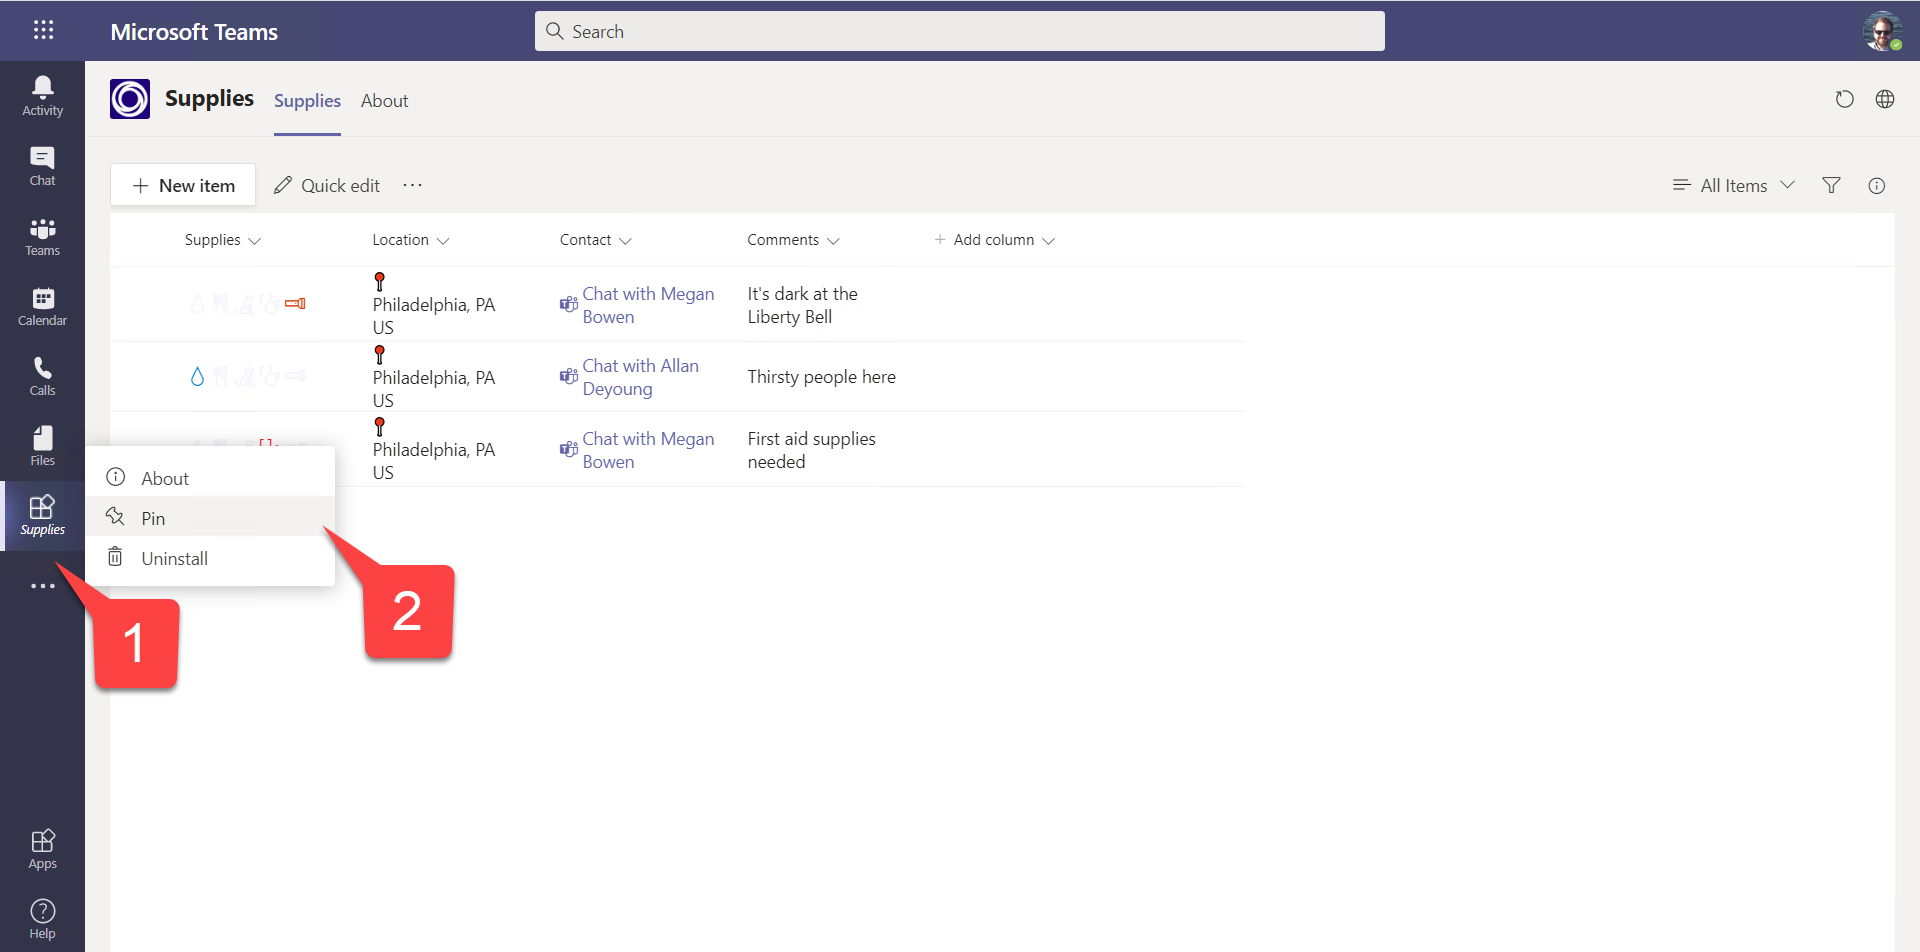 Microsoft Teams
Search
Activity
Chat
Teams
Calendar
Calls
Files
Supplies
Apps
Help
Supplies
Supplies
About
New item
Quick edit
All Items
Supplies
Location
Contact
Comments
Add column
Philadelphia, PA
US
Chat with Megan
Bowen
It's dark at the
Liberty Bell
Philadelphia, PA
US
Chat with Allan
Deyoung
Thirsty people here
Philadelphia, PA
US
Chat with Megan
Bowen
First aid supplies
needed
About
Pin
Uninstall
1
2